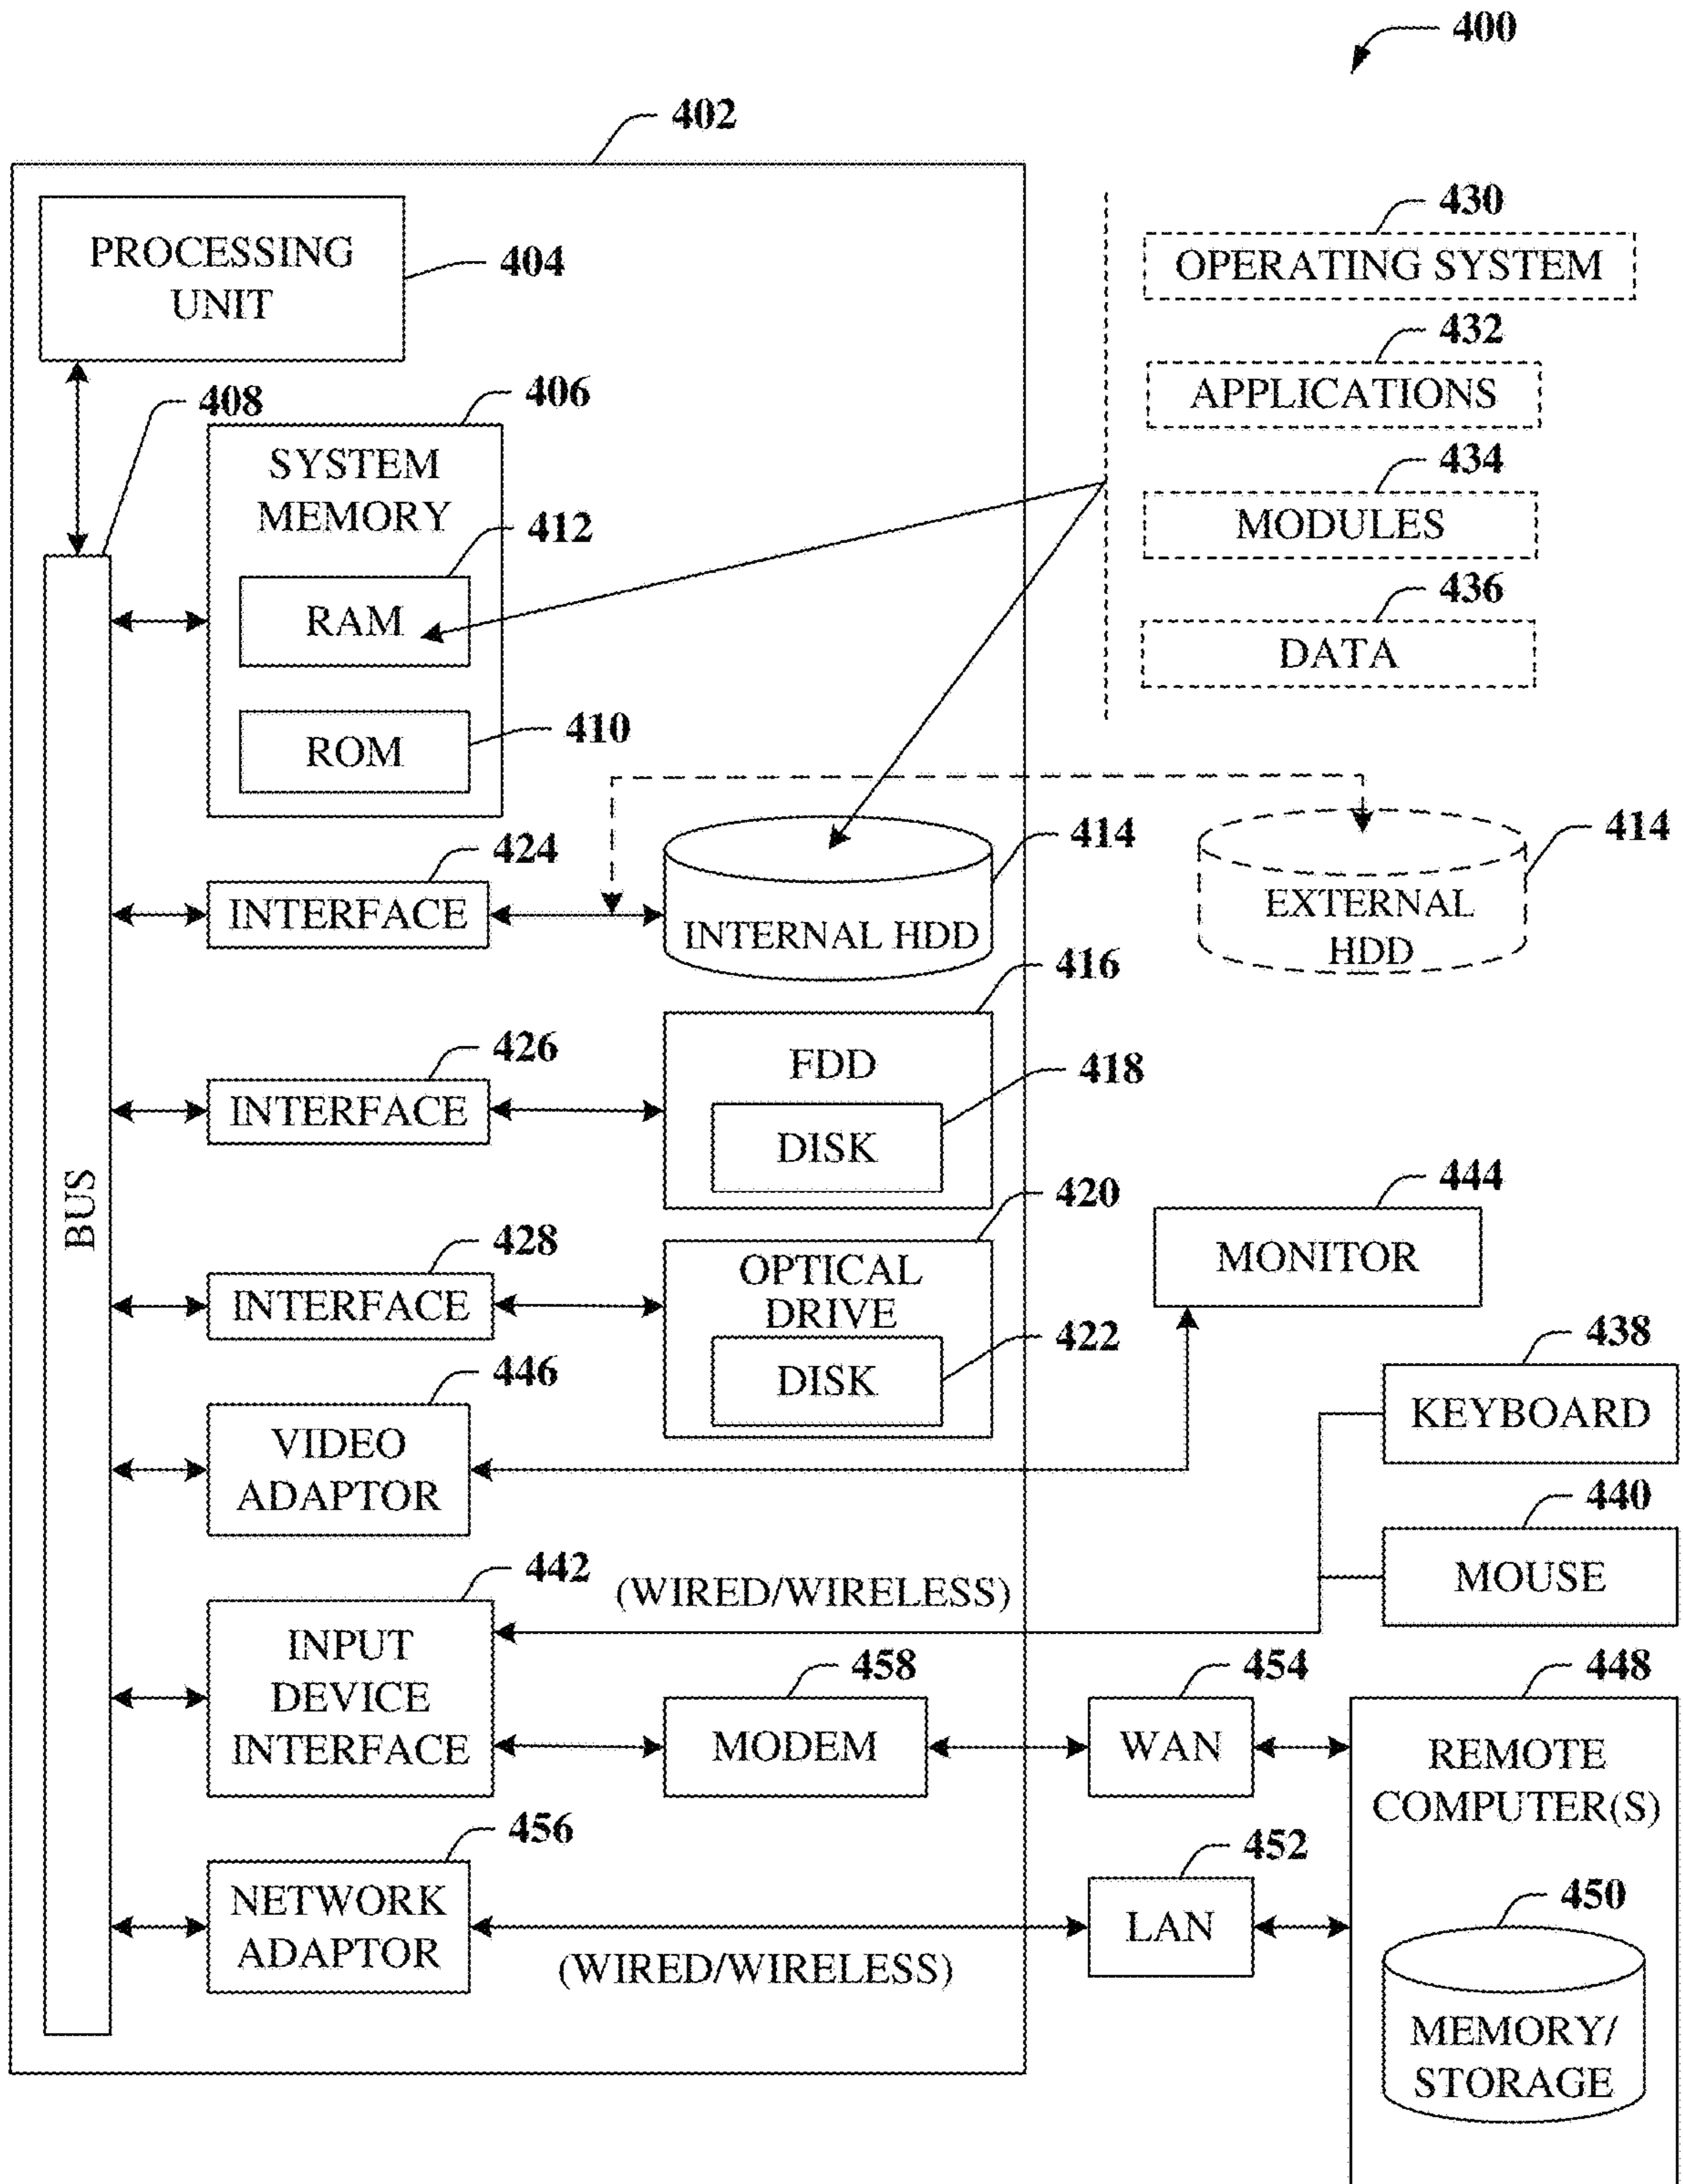 400
402
PROCESSING
UNIT
404
430
OPERATING SYSTEM
432
APPLICATIONS
434
MODULES
436
DATA
408
406
SYSTEM
MEMORY
412
RAM
410
ROM
424
INTERFACE
414
INTERNAL HDD
414
EXTERNAL
HDD
416
FDD
418
DISK
426
INTERFACE
BUS
420
OPTICAL
DRIVE
422
DISK
428
INTERFACE
444
MONITOR
446
VIDEO
ADAPTOR
438
KEYBOARD
440
MOUSE
442
INPUT
DEVICE
INTERFACE
(WIRED/WIRELESS)
458
MODEM
454
WAN
448
REMOTE
COMPUTER(S)
456
NETWORK
ADAPTOR
(WIRED/WIRELESS)
452
LAN
450
MEMORY/
STORAGE